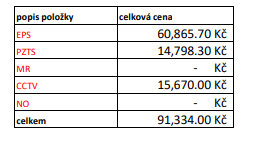 popis položky celková cena
EPS 60,865.70 Kč
PZTS 14,798.30 Kč
MR - Kč
CCTV 15,670.00 Kč
NO - Kč
celkem 91,334.00 Kč